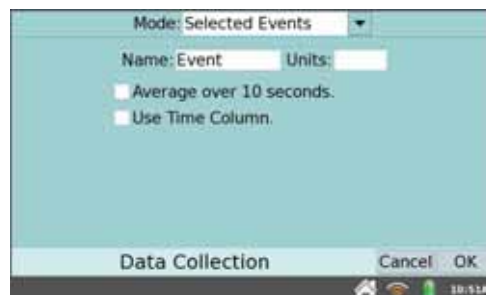 Mode: Selected Events
Name: Event Units:
Average over 10 seconds.
Use Time Column.
Data Collection Cancel OK